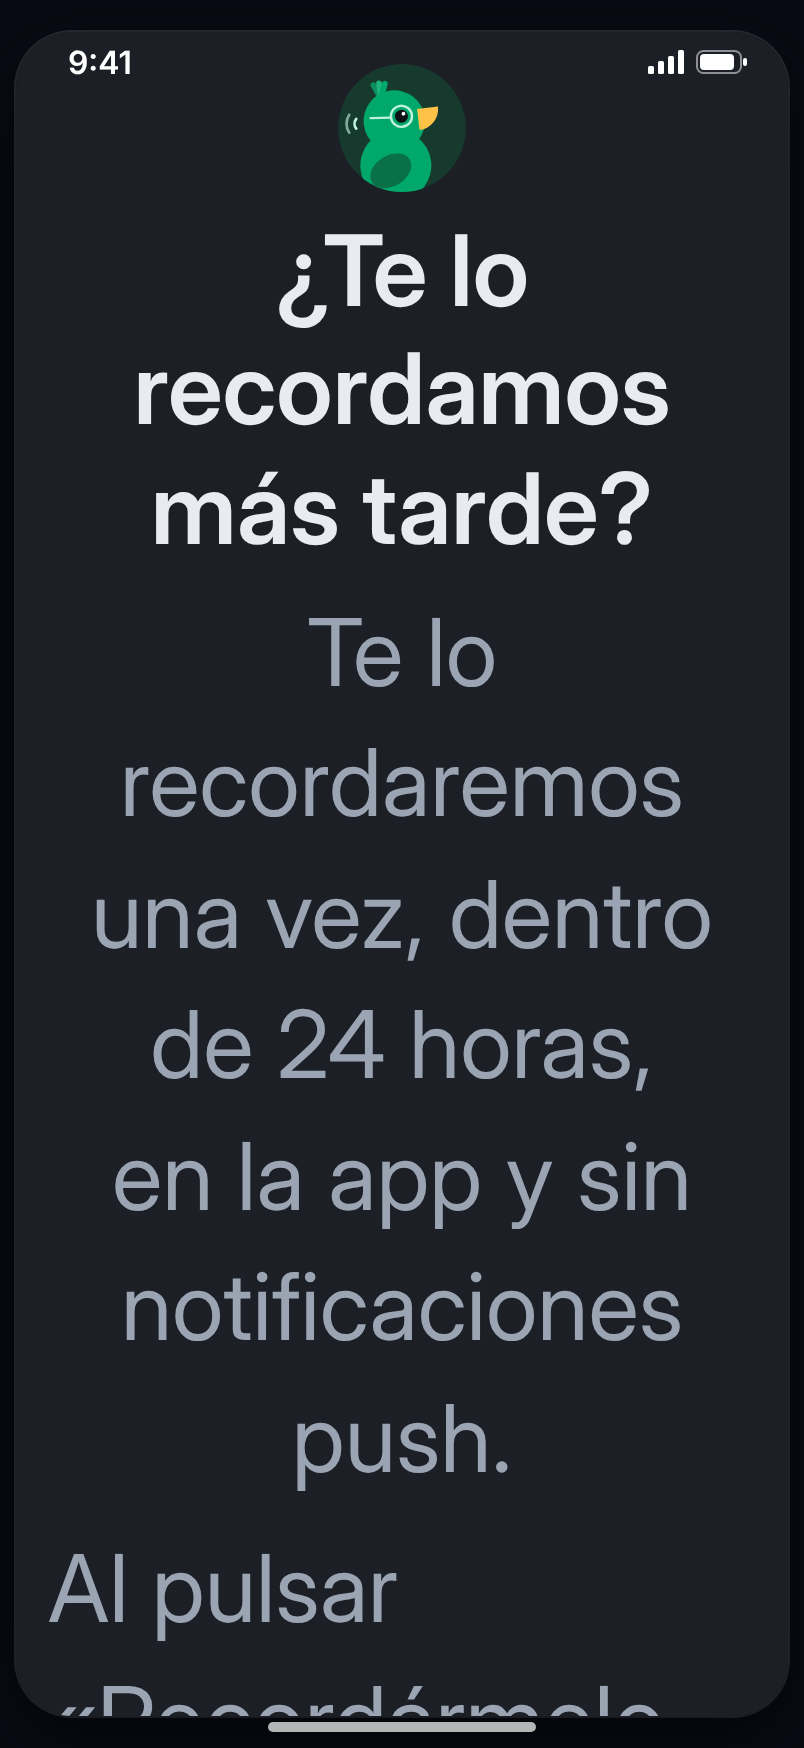 9:41
¿Te lo
recordamos
más tarde?
Te lo
recordaremos
una vez, dentro
de 24 horas,
en la app y sin
notificaciones
push.
Al pulsar
«Recordármelo